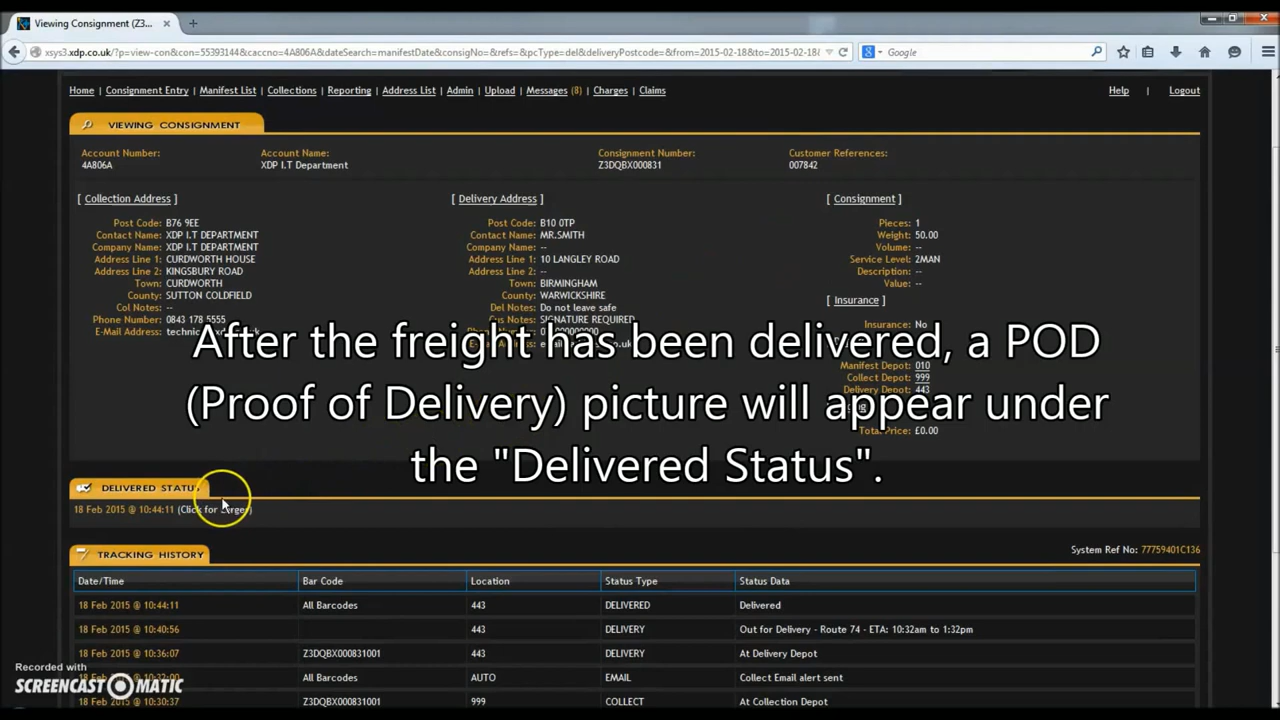 Viewing Consignment (Z3...
xsys3.xdp.co.uk/?p=view-con&con=55393144&caccno=4A806A&dateSearch=manifestDate&consigNo=&refs=&pcType=del&deliveryPostcode=&from=2015-02-18&to=2015-02-18&
Google
Home | Consignment Entry | Manifest List | Collections | Reporting | Address List | Admin | Upload | Messages (8) | Charges | Claims
Help | Logout
VIEWING CONSIGNMENT
Account Number: Account Name: Consignment Number: Customer References:
4A806A XDP I.T Department Z3DQBX000831 007842
[ Collection Address ] [ Delivery Address ] [ Consignment ]
Post Code: B76 9EE Post Code: B10 0TP Pieces: 1
Contact Name: XDP I.T DEPARTMENT Contact Name: MR.SMITH Weight: 50.00
Company Name: XDP I.T DEPARTMENT Company Name: -- Volume: --
Address Line 1: CURDWORTH HOUSE Address Line 1: 10 LANGLEY ROAD Service Level: 2MAN
Address Line 2: KINGSBURY ROAD Address Line 2: -- Description: --
Town: CURDWORTH Town: BIRMINGHAM Value: --
County: SUTTON COLDFIELD County: WARWICKSHIRE [ Insurance ]
Col Notes: -- Del Notes: Do not leave safe
Phone Number: 0843 178 5555 Cus Notes: SIGNATURE REQUIRED Insurance: No
E-Mail Address:
Manifest Depot: 010
Collect Depot: 999
Delivery Depot: 443
Total Price: £0.00
After the freight has been delivered, a POD
(Proof of Delivery) picture will appear under
the "Delivered Status".
DELIVERED STATUS
18 Feb 2015 @ 10:44:11 (Click for Larger)
TRACKING HISTORY System Ref No: 77759401C136
Date/Time Bar Code Location Status Type Status Data
18 Feb 2015 @ 10:44:11 All Barcodes 443 DELIVERED Delivered
18 Feb 2015 @ 10:40:56 443 DELIVERY Out for Delivery - Route 74 - ETA: 10:32am to 1:32pm
18 Feb 2015 @ 10:36:07 Z3DQBX000831001 443 DELIVERY At Delivery Depot
All Barcodes AUTO EMAIL Collect Email alert sent
18 Feb 2015 @ 10:30:37 Z3DQBX000831001 999 COLLECT At Collection Depot
Recorded with
SCREENCAST MATIC